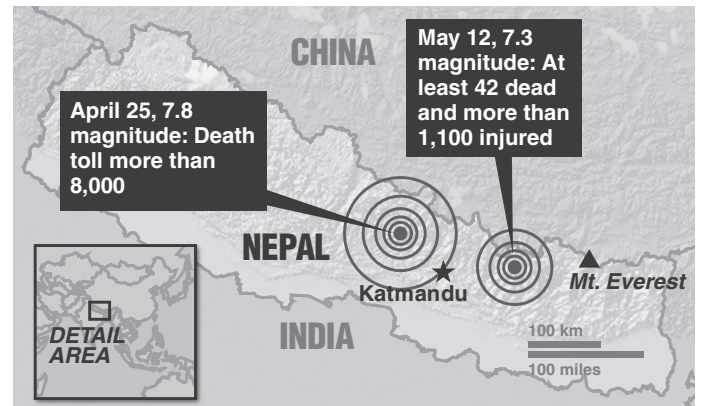 CHINA
May 12, 7.3
magnitude: At
least 42 dead
and more than
1,100 injured
April 25, 7.8
magnitude: Death
toll more than
8,000
NEPAL
Katmandu
Mt. Everest
INDIA
DETAIL
AREA
100 km
100 miles